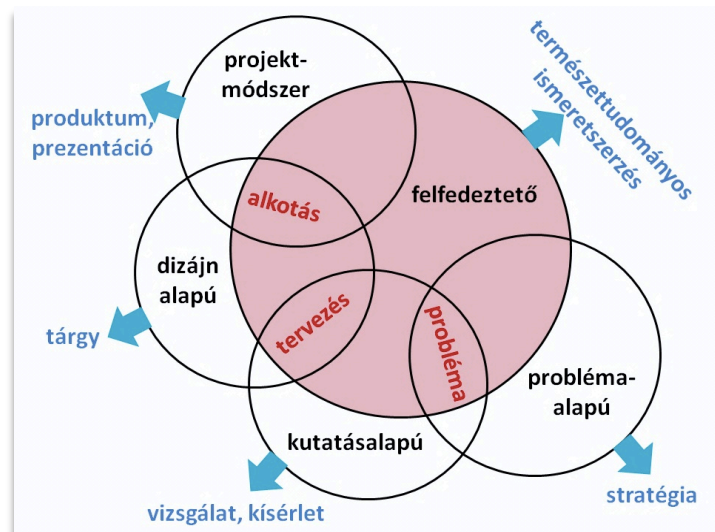 projekt-
módszer
természettudományos
ismeretszerzés
produktum,
prezentáció
alkotás
felfedeztető
dizájn
alapú
tervezés
probléma
tárgy
probléma-
alapú
kutatásalapú
stratégia
vizsgálat, kísérlet